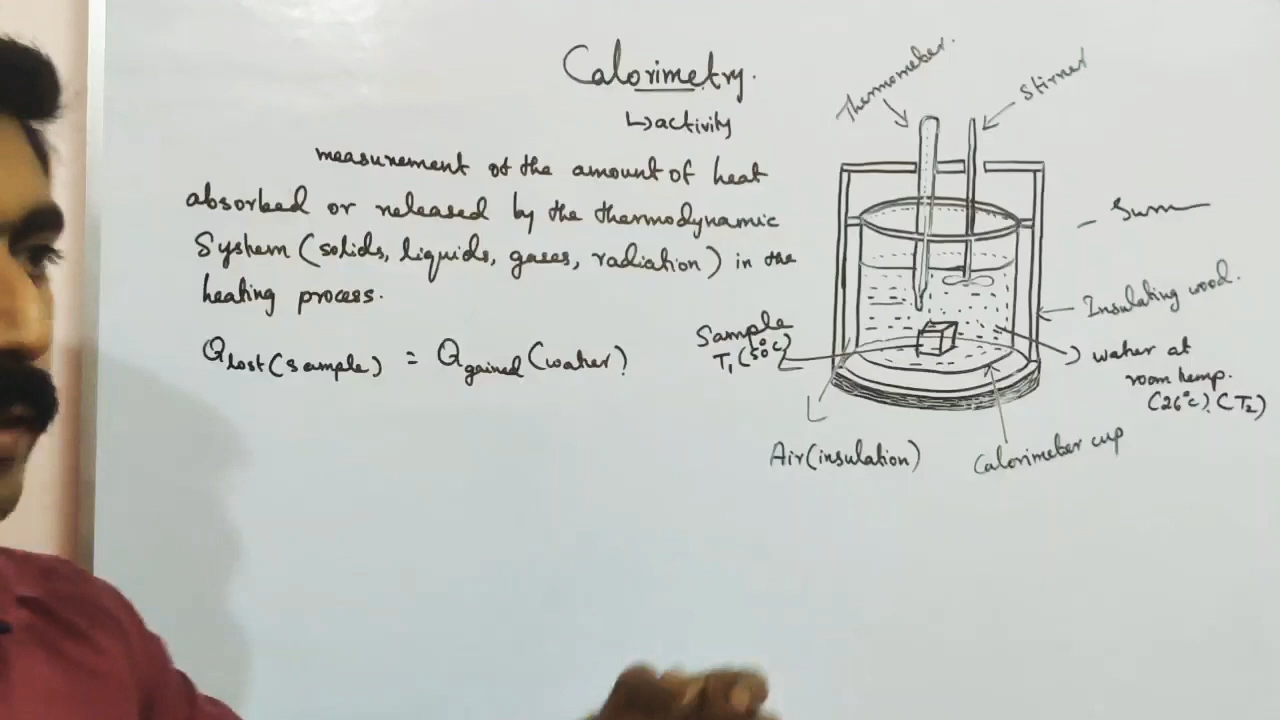 Calorimetry.
↳ activity
measurement of the amount of heat
absorbed or released by the thermodynamic
System (solids, liquids, gases, radiation) in the
heating process.
Q lost (sample) = Q gained (water)
Thermometer.
Stirrer
Insulating wood.
Sample
T₁ (50°c)
water at
room temp.
(26°c) (T₂)
Air (insulation)
Calorimeter cup